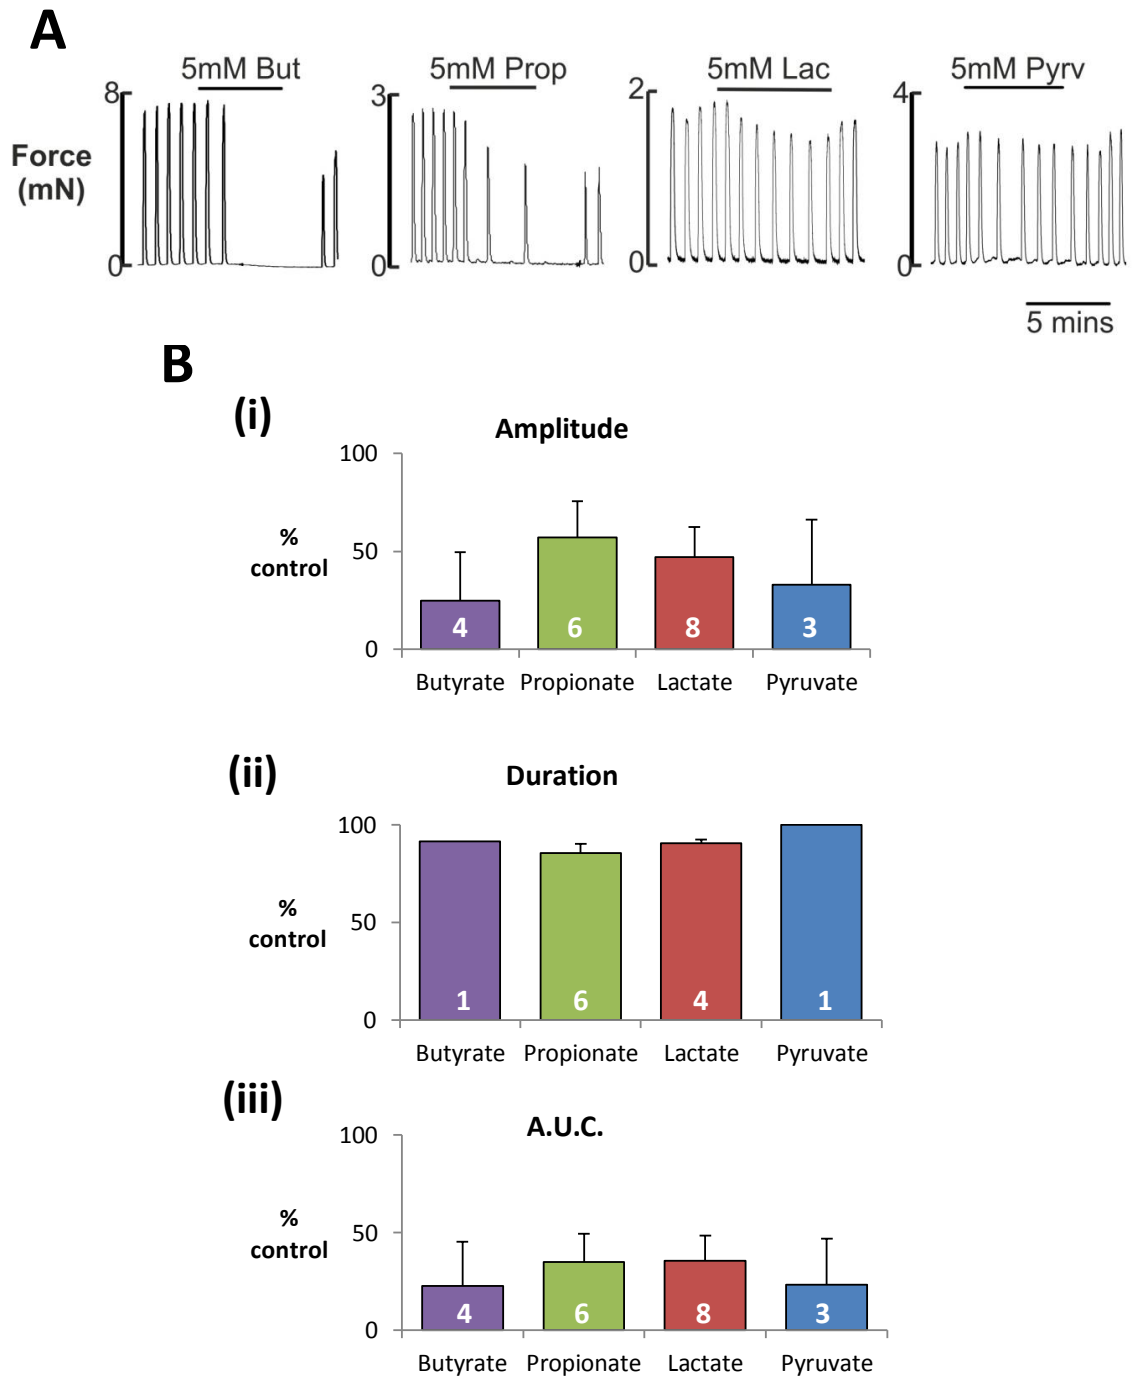 A
5mM But
5mM Prop
5mM Lac
5mM Pyrv
8
3
2
4
Force
(mN)
0
0
0
0
5 mins
B
(i)
Amplitude
100
%
control
50
4
6
8
3
0
Butyrate
Propionate
Lactate
Pyruvate
(ii)
Duration
100
%
control
50
1
6
4
1
0
Butyrate
Propionate
Lactate
Pyruvate
(iii)
A.U.C.
100
%
control
50
4
6
8
3
0
Butyrate
Propionate
Lactate
Pyruvate